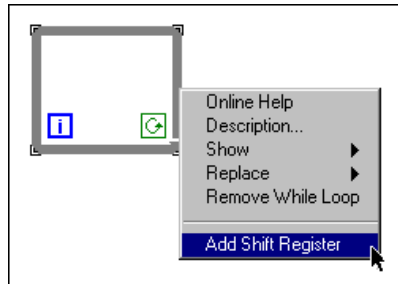 i
Online Help
Description...
Show
Replace
Remove While Loop
Add Shift Register